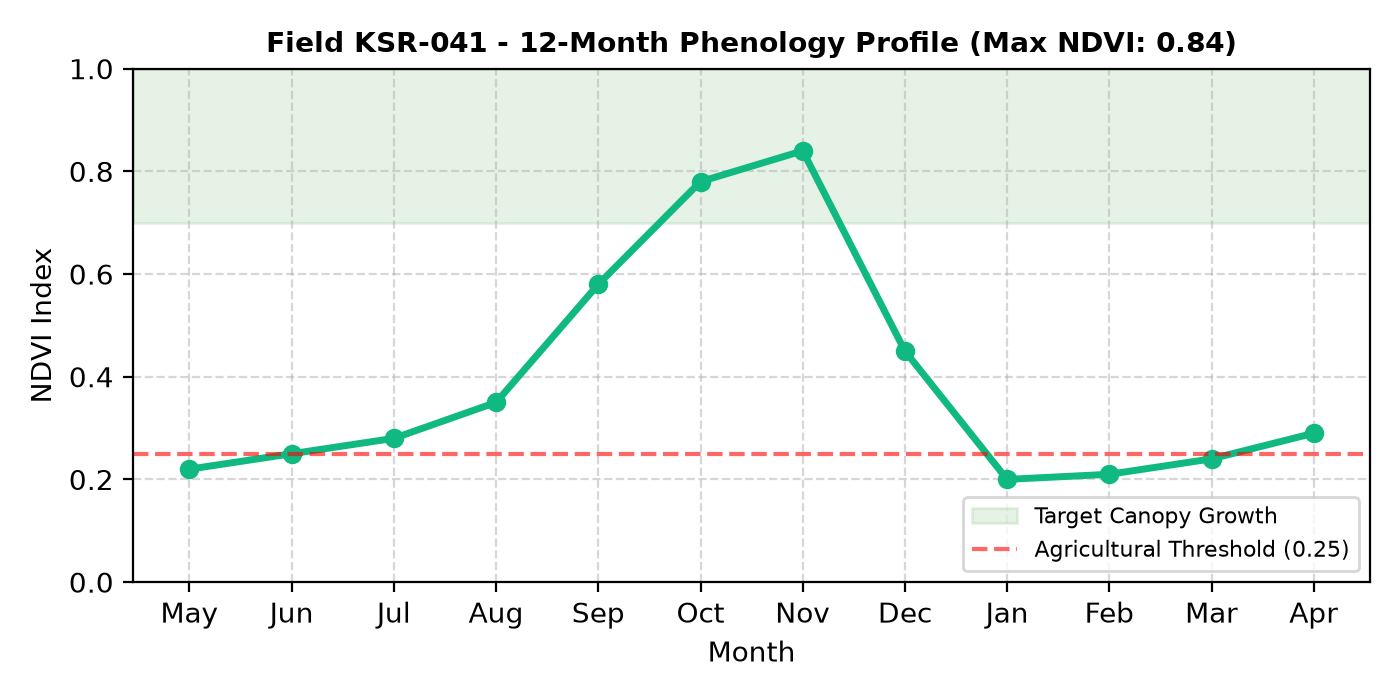 Field KSR-041 - 12-Month Phenology Profile (Max NDVI: 0.84)
1.0
0.8
0.6
0.4
0.2
0.0
NDVI Index
Target Canopy Growth
Agricultural Threshold (0.25)
May Jun Jul Aug Sep Oct Nov Dec Jan Feb Mar Apr
Month